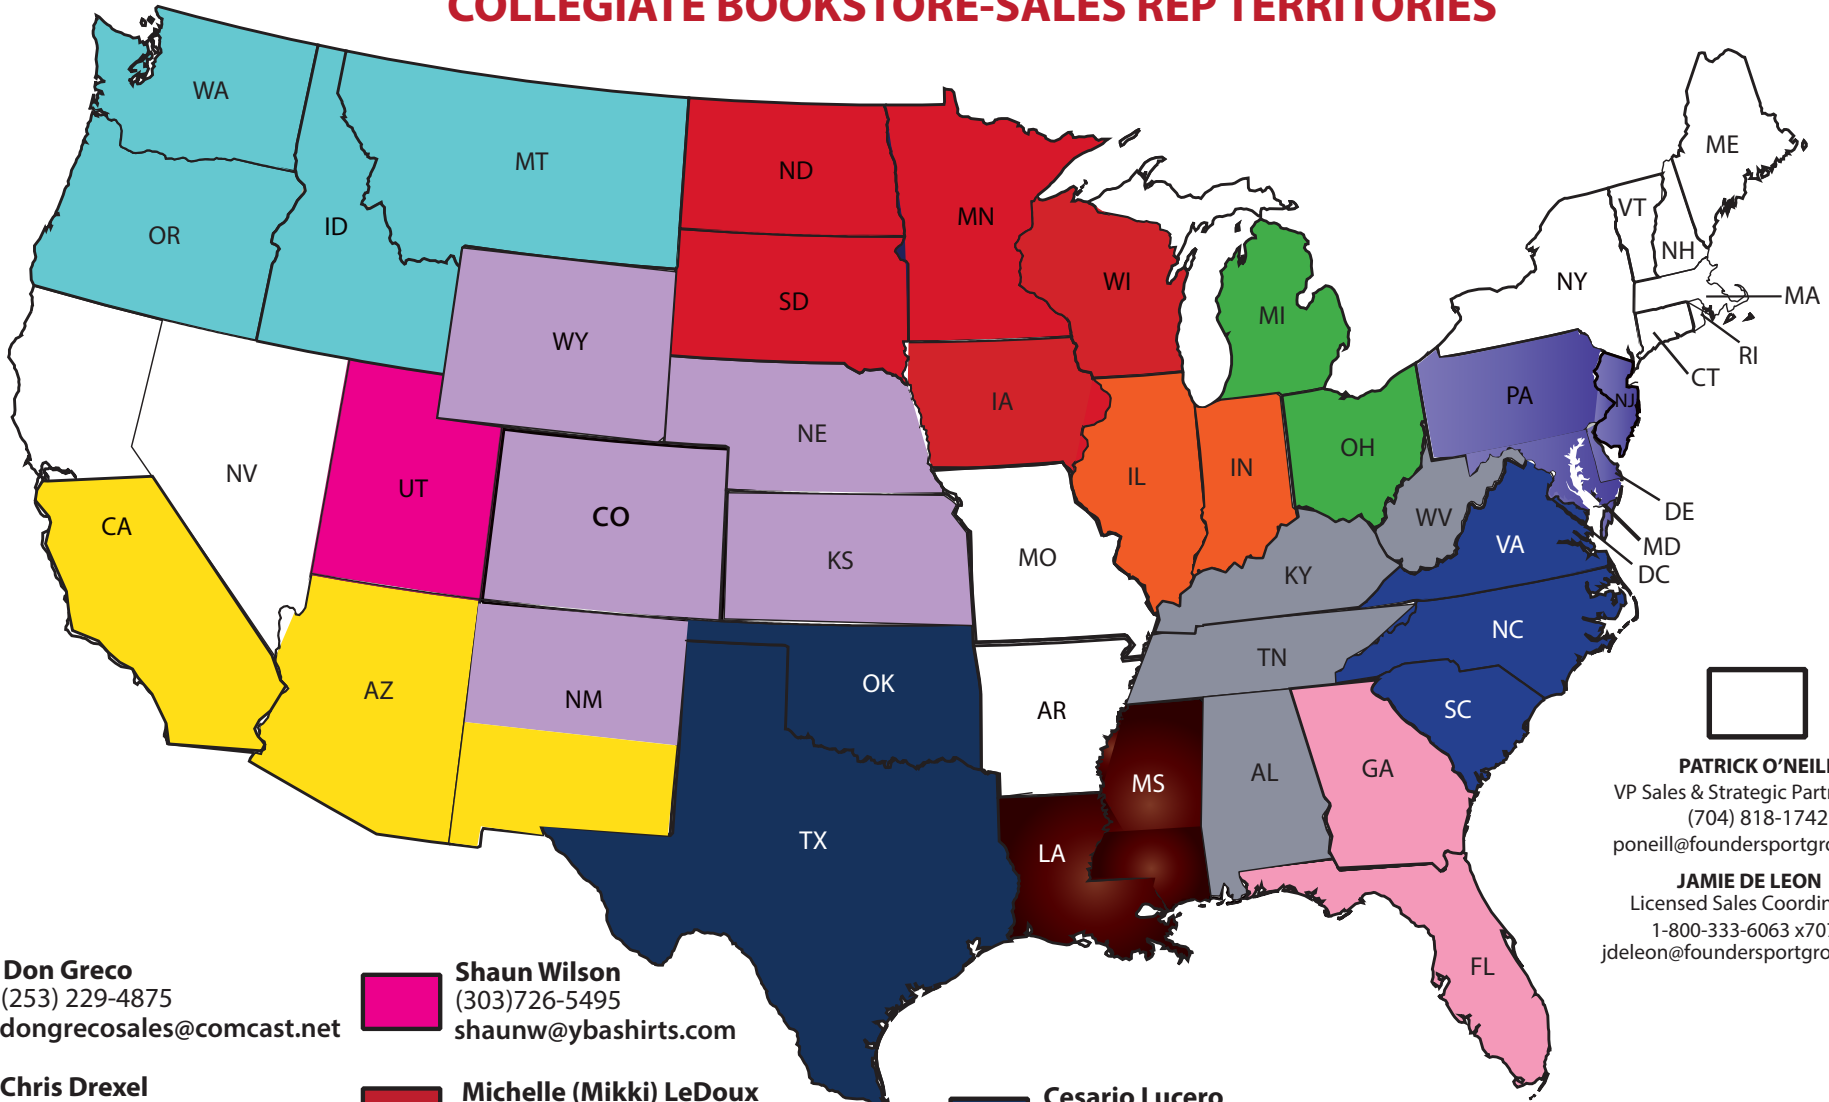 COLLEGIATE BOOKSTORE-SALES REP TERRITORIES
WA
MT
ND
MN
ME
OR
ID
VT
NH
WI
NY
SD
MI
MA
WY
RI
CT
IA
PA
NJ
NE
OH
NV
UT
IL
IN
CO
WV
DE
CA
VA
MD
KS
MO
KY
DC
NC
TN
AZ
NM
OK
AR
SC
MS
AL
GA
TX
LA
FL
PATRICK O'NEILL
VP Sales & Strategic
(704) 818-1742
JAMIE DE LEON
Licensed Sales
1-800-333-6063
Don Greco
(253) 229-4875
dongrecosales@comcast.net
Shaun Wilson
(303)726-5495
shaunw@ybashirts.com
Chris Drexel
Michelle (Mikki) LeDoux
Cesario Lucero